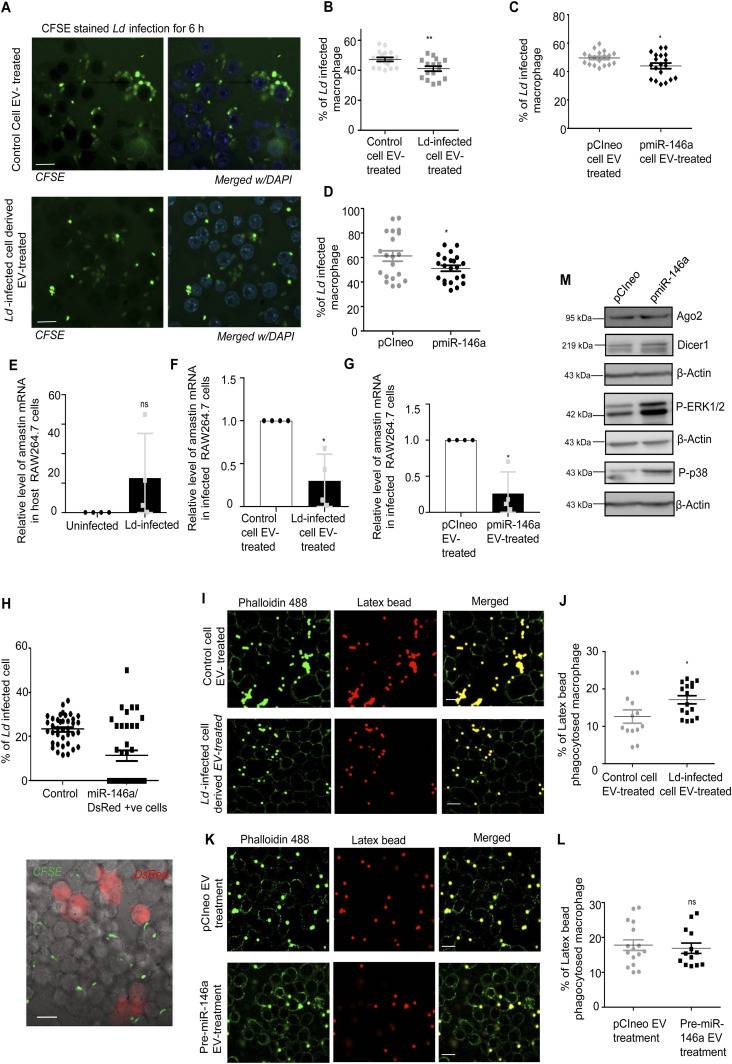 A
CFSE stained Ld infection for 6 h
Control Cell EV- treated
CFSE
Merged w/DAPI
Ld -infected cell derived
EV-treated
CFSE
Merged w/DAPI
B
% of Ld infected
macrophage
60
40
20
0
**
Control
cell EV-
treated
Ld-infected
cell EV-
treated
C
% of Ld infected
macrophage
80
60
40
20
0
*
pCIneo
cell EV
treated
pmiR-146a
cell EV-treated
D
%of Ld infected
macrophage
100
80
60
40
20
0
*
pCIneo
pmiR-146a
M
pCIneo
pmiR-146a
95 kDa
Ago2
219 kDa
Dicer1
43 kDa
β-Actin
42 kDa
P-ERK1/2
43 kDa
β-Actin
43 kDa
P-p38
43 kDa
β-Actin
E
Relative level of amastin mRNA
in host RAW264.7 cells
60
40
20
0
ns
Uninfected
Ld-infected
F
Relative level of amastin mRNA
in infected RAW264.7 cells
1.5
1.0
0.5
0
*
Control
cell EV-
treated
Ld-infected
cell EV-
treated
G
Relative level of amastin mRNA
in infected RAW264.7 cells
1.5
1.0
0.5
0
*
pCIneo
EV-
treated
pmiR-146a
EV-treated
H
% of Ld infected cell
60
40
20
0
Control
miR-146a/
DsRed +ve cells
CFSE
DsRed
I
Phalloidin 488
Latex bead
Merged
Control cell
EV- treated
Ld -infected cell
derived EV-treated
J
% of Latex bead
phagocytosed macrophage
30
20
10
0
*
Control cell
EV-treated
Ld-infected
cell EV-treated
K
Phalloidin 488
Latex bead
Merged
pCIneo EV
treatment
Pre-miR-146a
EV-treatment
L
% of Latex bead
phagocytosed macrophage
30
20
10
0
ns
pCIneo EV
treatment
Pre-miR-
146a EV
treatment